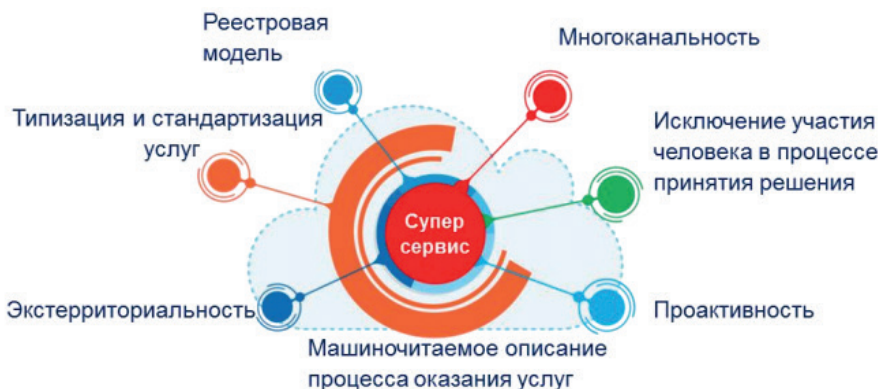 Реестровая
модель
Многоканальность
Типизация и стандартизация
услуг
Исключение участия
человека в процессе
принятия решения
Супер
сервис
Экстерриториальность
Проактивность
Машиночитаемое описание
процесса оказания услуг